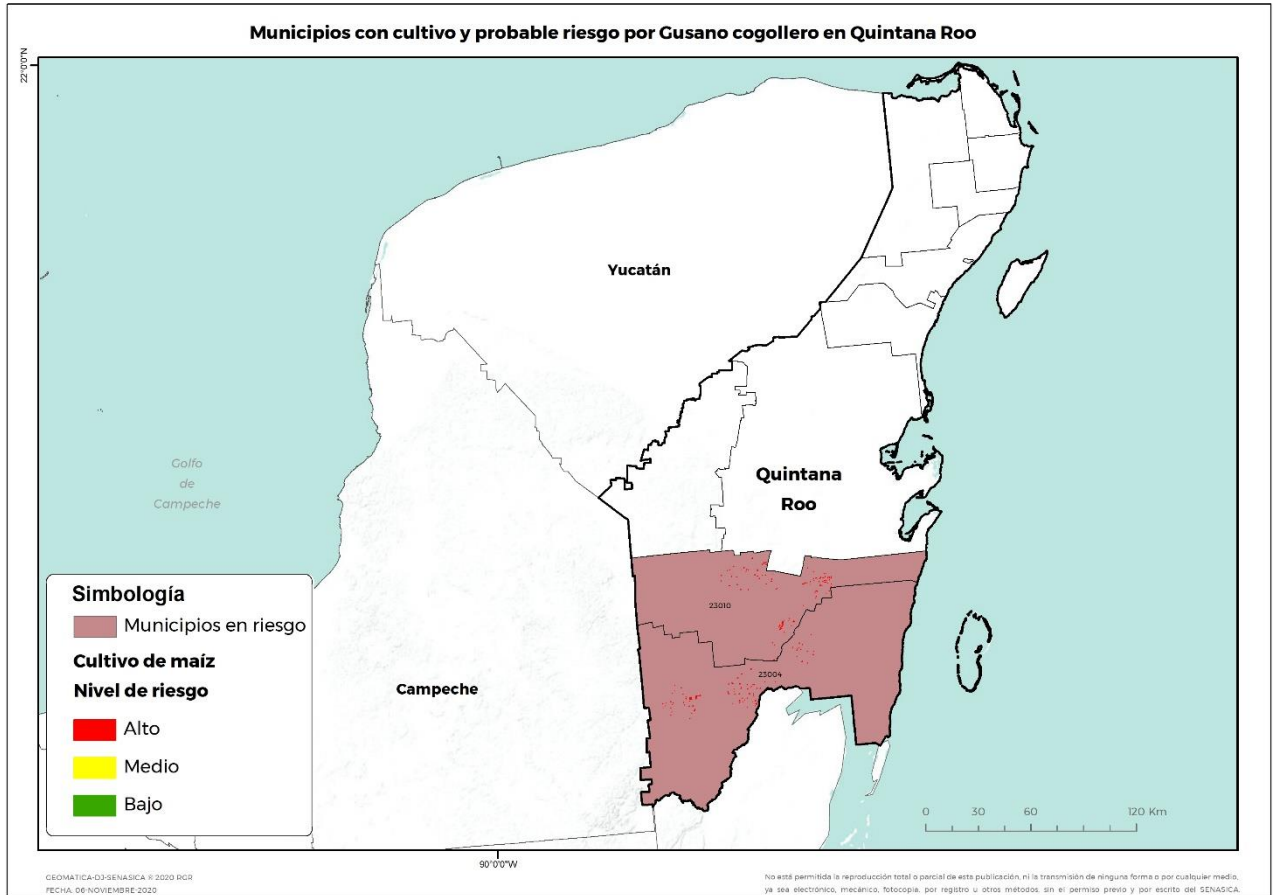 Municipios con cultivo y probable riesgo por Gusano cogollero en Quintana Roo
22°0'0"N
Yucatán
Quintana
Roo
Golfo
de
Campeche
Campeche
23010
23004
Simbología
Municipios en riesgo
Cultivo de maíz
Nivel de riesgo
Alto
Medio
Bajo
0 30 60 120 Km
90°0'0"W
GEOMATICA-DJ-SENASICA © 2020 RGR
FECHA: 06-NOVIEMBRE-2020
No está permitida la reproducción total o parcial de esta publicación, ni la transmisión de ninguna forma o por cualquier medio,
ya sea electrónico, mecánico, fotocopia, por registro u otros métodos, sin el permiso previo y por escrito del SENASICA.